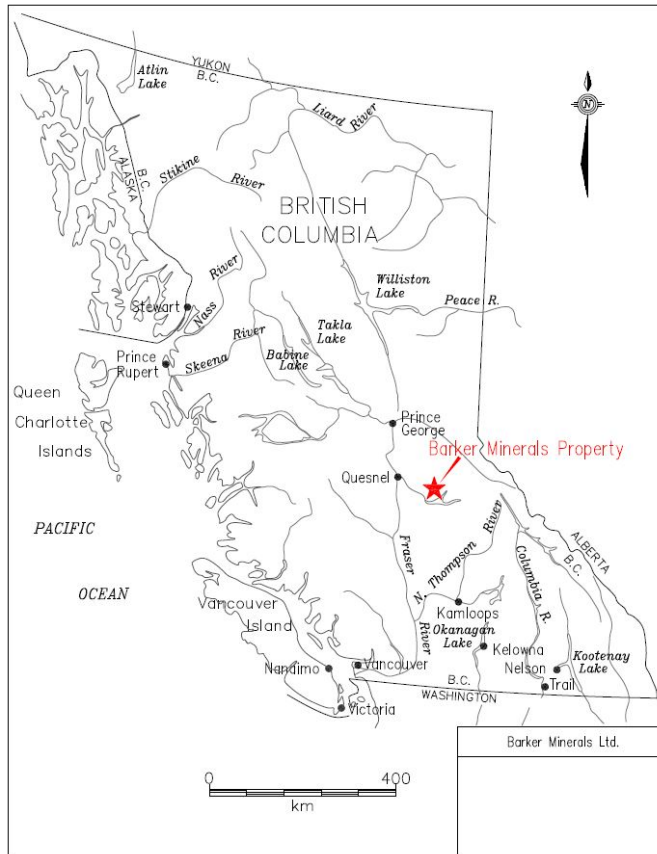 YUKON
B.C.
Atlin
Lake
Liard
River
B.C.
ALASKA
Stikine
River
BRITISH
COLUMBIA
River
Nass
Stewart
Williston
Lake
Peace R.
Takla
Lake
Babine
Lake
Skeena
River
Prince
Rupert
Queen
Charlotte
Islands
Prince
George
Barker Minerals Property
Quesnel
PACIFIC
OCEAN
Fraser
River
N. Thompson
River
Columbia
R.
ALBERTA
B.C.
Vancouver
Island
Kamloops
Okanagan
Lake
Kelowna
Nelson
Kootenay
Lake
Trail
Nanaimo
Vancouver
B.C.
WASHINGTON
Victoria
Barker Minerals Ltd.
0
400
km
N